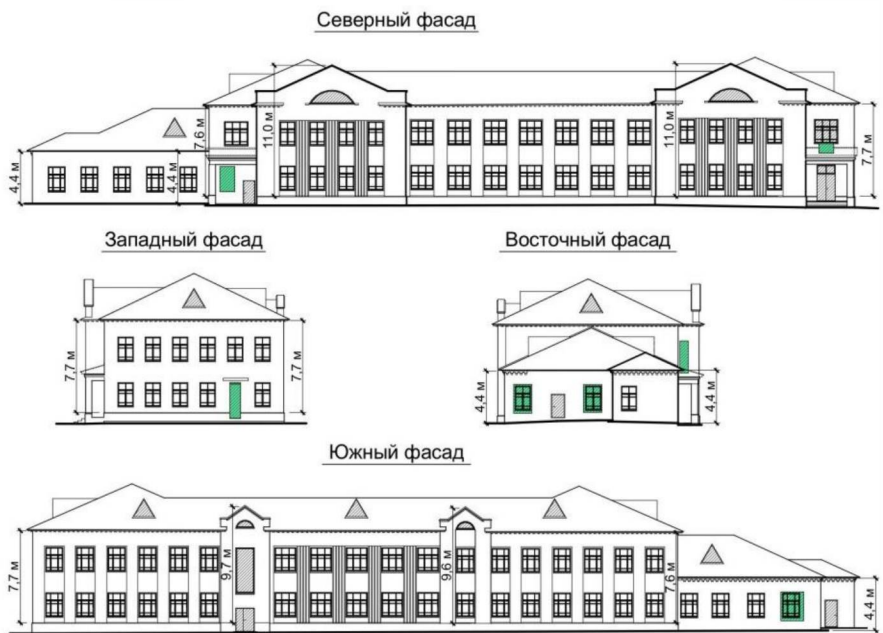 Северный фасад
4,4 м
4,4 м
7,6 м
11,0 м
11,0 м
7,7 м
Западный фасад
7,7 м
7,7 м
Восточный фасад
4,4 м
4,4 м
Южный фасад
7,7 м
9,7 м
9,6 м
7,6 м
4,4 м